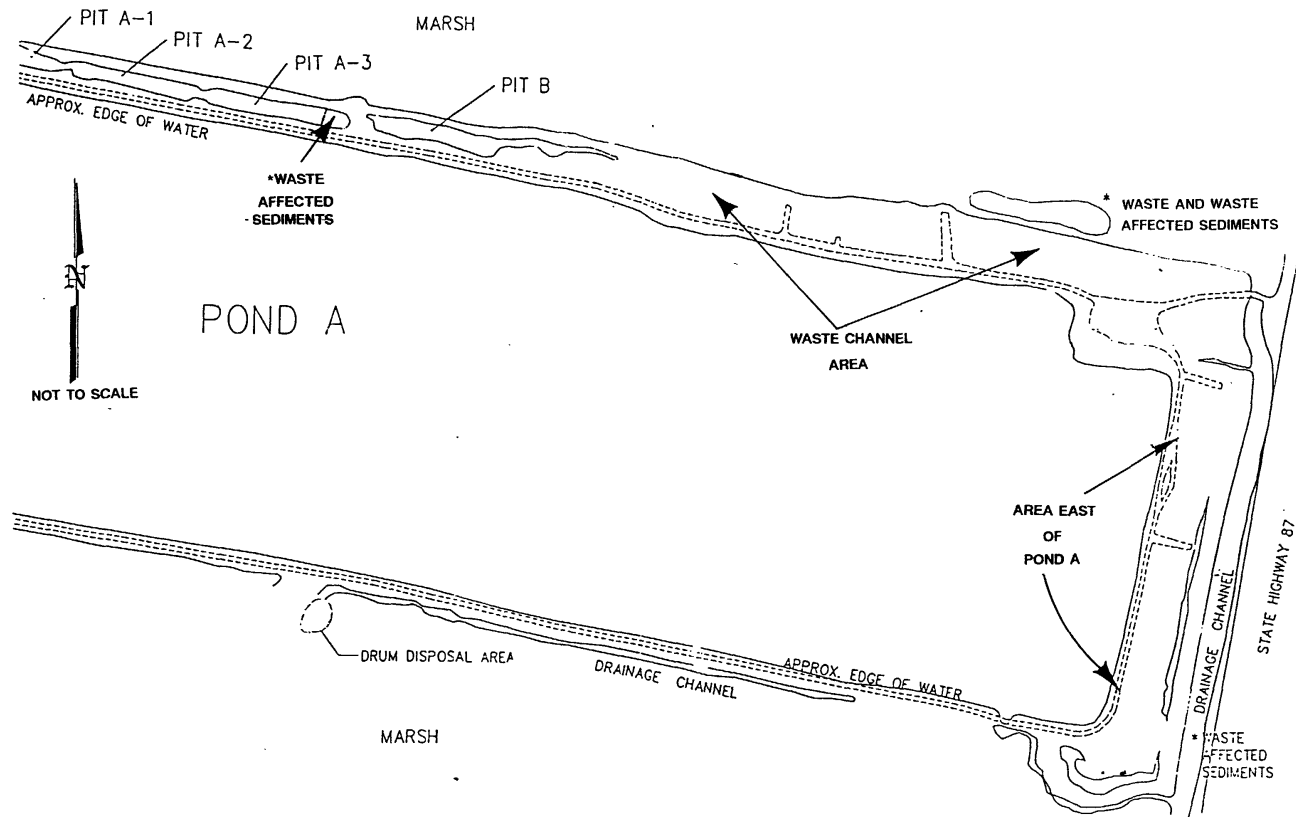 PIT A-1
MARSH
PIT A-2
PIT A-3
PIT B
APPROX. EDGE OF WATER
*WASTE
AFFECTED
SEDIMENTS
* WASTE AND WASTE
AFFECTED SEDIMENTS
N
POND A
NOT TO SCALE
WASTE CHANNEL
AREA
AREA EAST
OF
POND A
STATE HIGHWAY 87
DRAINAGE CHANNEL
DRUM DISPOSAL AREA
DRAINAGE CHANNEL
APPROX. EDGE OF WATER
MARSH
* WASTE
AFFECTED
SEDIMENTS